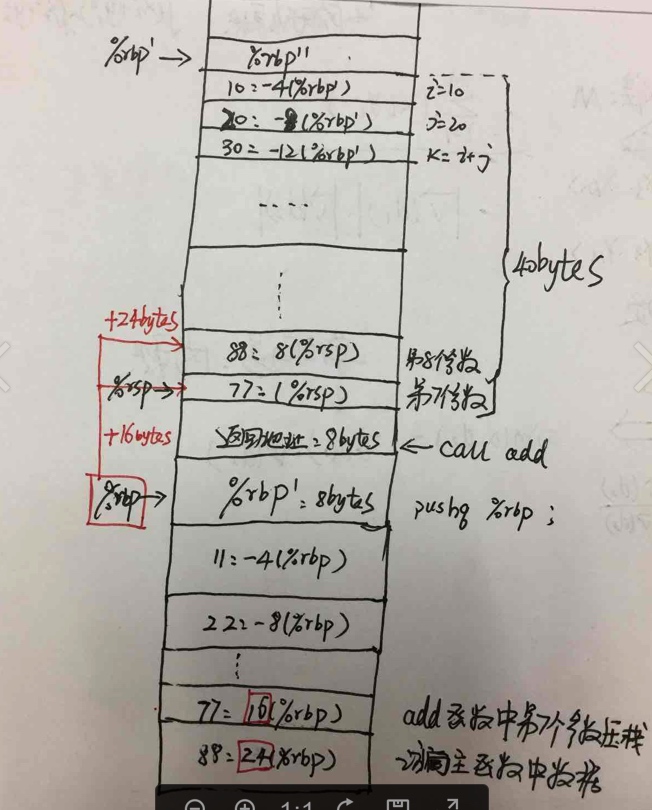 %rbp' → %rbp''
10 = -4(%rbp') i=10
20 = -8(%rbp') j=20
30 = -12(%rbp') k=i+j
40bytes
+24bytes
88 = 8(%rsp) 第8个参数
%rsp → 77 = (%rsp) 第7个参数
+16bytes
返回地址 = 8bytes ← call add
%rbp → %rbp' = 8bytes pushq %rbp ;
11 = -4(%rbp)
22 = -8(%rbp)
77 = 16(%rbp) add函数中第7个参数压栈
88 = 24(%rbp) 访问主函数中数据
1:1